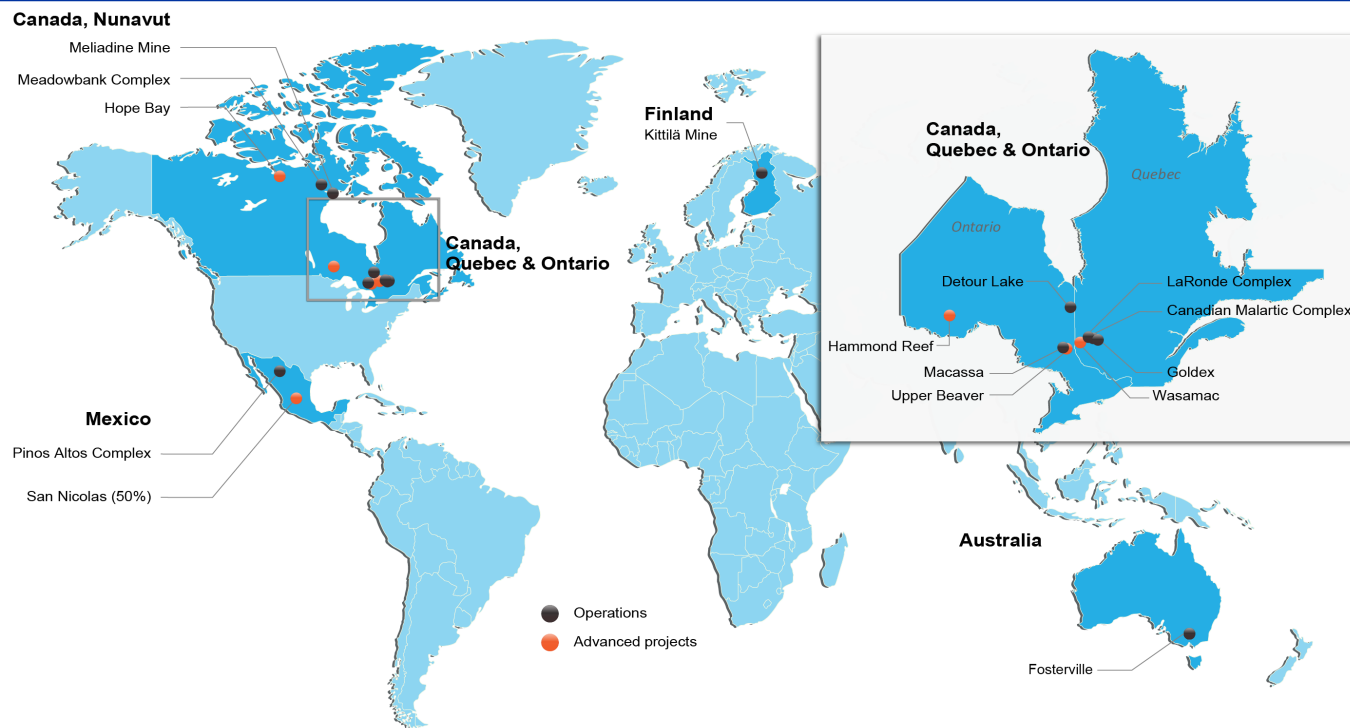 Canada, Nunavut
Meliadine Mine
Meadowbank Complex
Hope Bay
Finland
Kittilä Mine
Canada,
Quebec & Ontario
Mexico
Pinos Altos Complex
San Nicolas (50%)
Operations
Advanced projects
Canada,
Quebec & Ontario
Quebec
Ontario
Detour Lake
LaRonde Complex
Canadian Malartic Complex
Hammond Reef
Macassa
Goldex
Upper Beaver
Wasamac
Australia
Fosterville